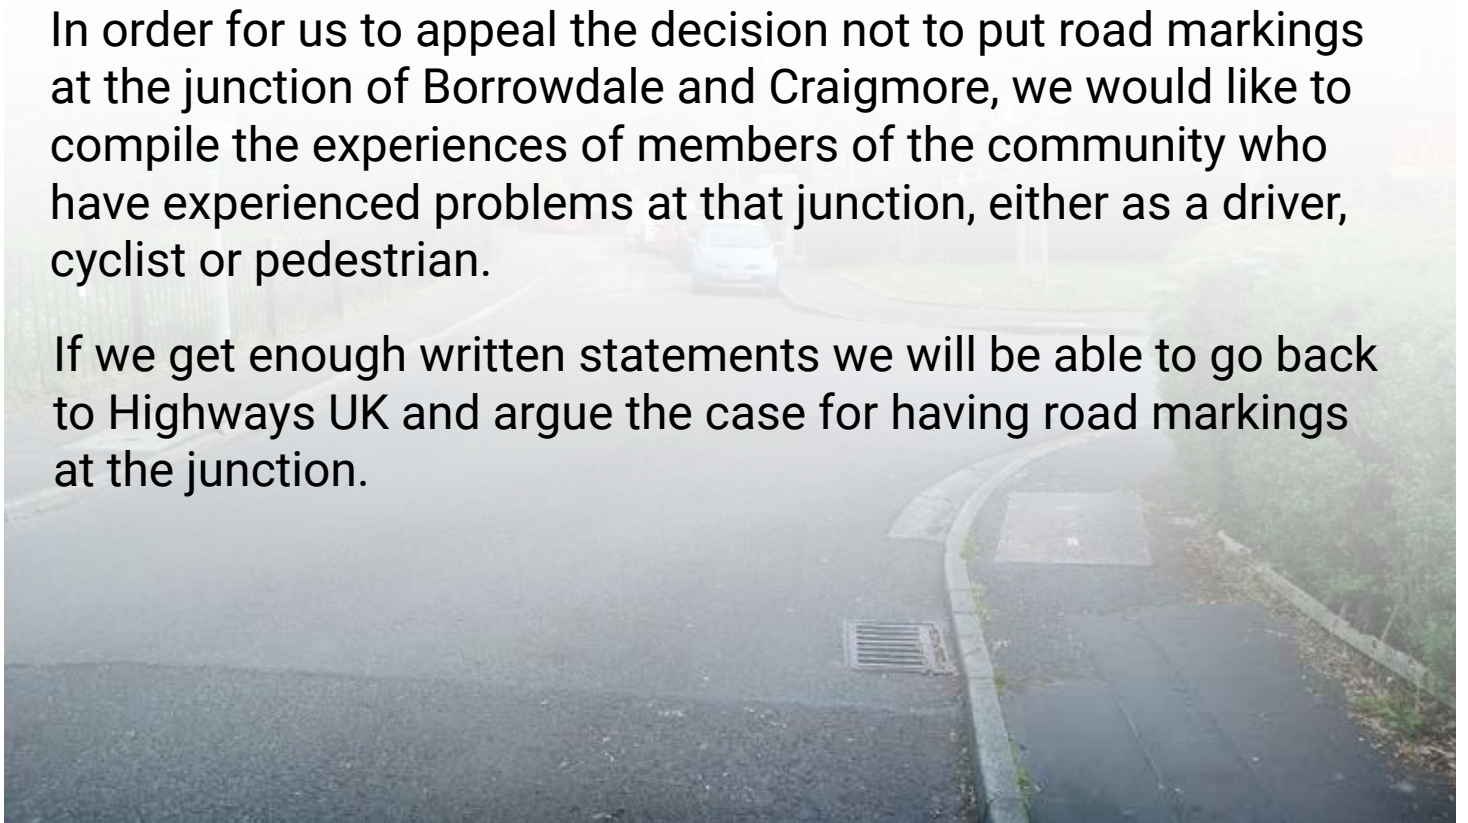 In order for us to appeal the decision not to put road markings
at the junction of Borrowdale and Craigmore, we would like to
compile the experiences of members of the community who
have experienced problems at that junction, either as a driver,
cyclist or pedestrian.
If we get enough written statements we will be able to go back
to Highways UK and argue the case for having road markings
at the junction.